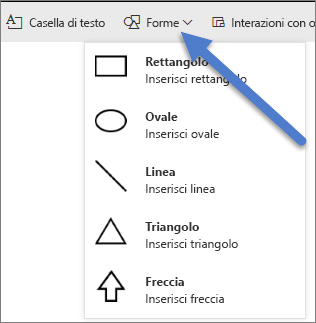 Casella di testo Forme Interazioni con o
Rettangolo
Inserisci rettangolo
Ovale
Inserisci ovale
Linea
Inserisci linea
Triangolo
Inserisci triangolo
Freccia
Inserisci freccia